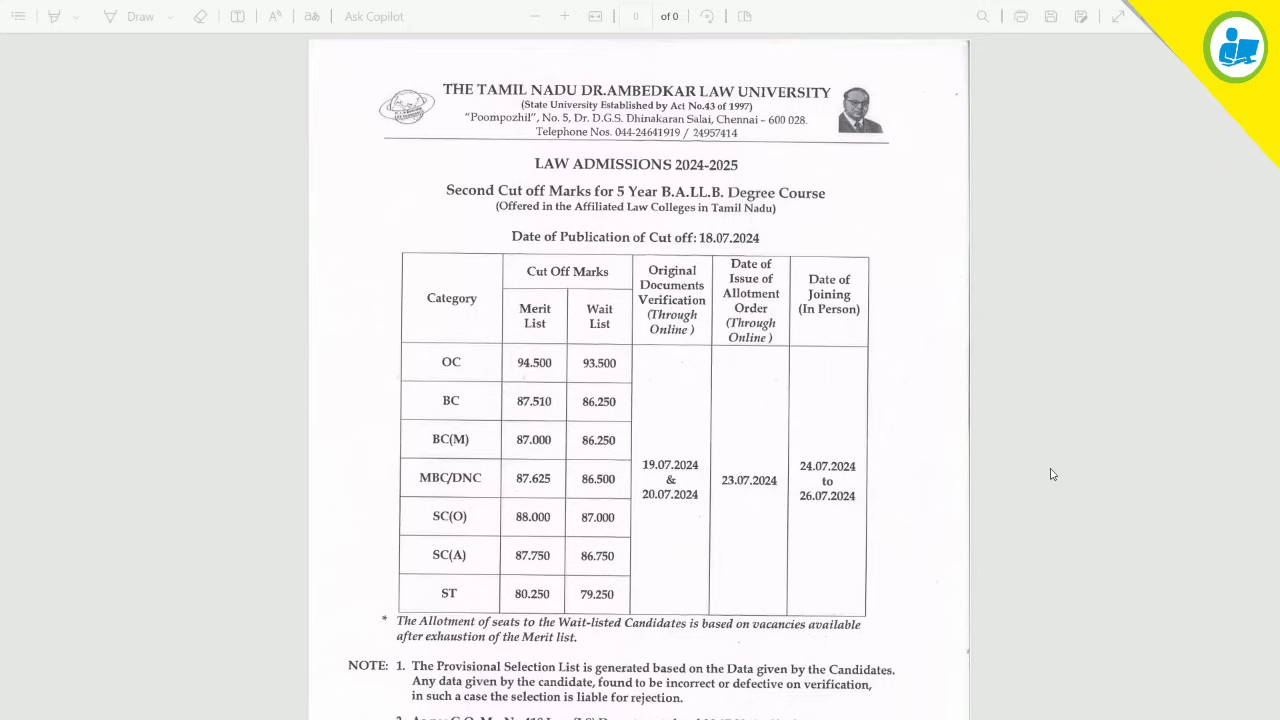 Draw
Ask Copilot
0 of 0
THE TAMIL NADU DR.AMBEDKAR LAW UNIVERSITY
(State University Established by Act No.43 of 1997)
"Poompozhil", No. 5, Dr. D.G.S. Dhinakaran Salai, Chennai – 600 028.
Telephone Nos. 044-24641919 / 24957414
LAW ADMISSIONS 2024-2025
Second Cut off Marks for 5 Year B.A.LL.B. Degree Course
(Offered in the Affiliated Law Colleges in Tamil Nadu)
Date of Publication of Cut off: 18.07.2024
Category
Cut Off Marks
Merit
List
Wait
List
Original
Documents
Verification
(Through
Online )
Date of
Issue of
Allotment
Order
(Through
Online )
Date of
Joining
(In Person)
OC 94.500 93.500
BC 87.510 86.250
BC(M) 87.000 86.250
MBC/DNC 87.625 86.500
SC(O) 88.000 87.000
SC(A) 87.750 86.750
ST 80.250 79.250
19.07.2024
&
20.07.2024
23.07.2024
24.07.2024
to
26.07.2024
* The Allotment of seats to the Wait-listed Candidates is based on vacancies available
after exhaustion of the Merit list.
NOTE: 1. The Provisional Selection List is generated based on the Data given by the Candidates.
Any data given by the candidate, found to be incorrect or defective on verification,
in such a case the selection is liable for rejection.